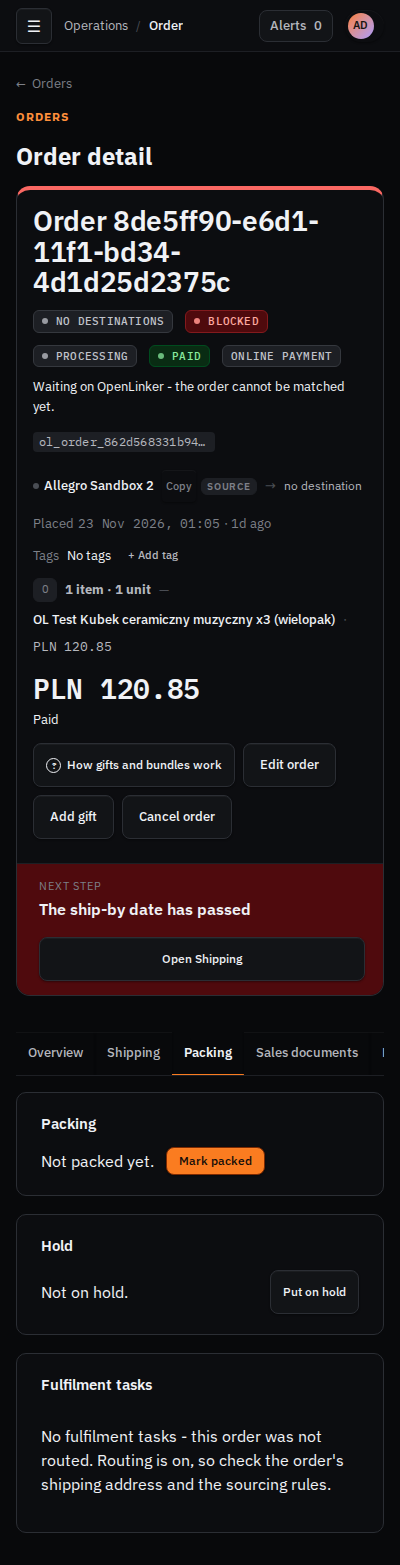 ☰ Operations / Order Alerts 0 AD
← Orders
ORDERS
Order detail
Order 8de5ff90-e6d1-
11f1-bd34-
4d1d25d2375c
NO DESTINATIONS BLOCKED
PROCESSING PAID ONLINE PAYMENT
Waiting on OpenLinker - the order cannot be matched
yet.
ol_order_862d568331b94…
Allegro Sandbox 2 Copy SOURCE → no destination
Placed 23 Nov 2026, 01:05 · 1d ago
Tags No tags + Add tag
0 1 item · 1 unit —
OL Test Kubek ceramiczny muzyczny x3 (wielopak) ·
PLN 120.85
PLN 120.85
Paid
How gifts and bundles work Edit order
Add gift Cancel order
NEXT STEP
The ship-by date has passed
Open Shipping
Overview Shipping Packing Sales documents
Packing
Not packed yet. Mark packed
Hold
Not on hold. Put on hold
Fulfilment tasks
No fulfilment tasks - this order was not
routed. Routing is on, so check the order's
shipping address and the sourcing rules.